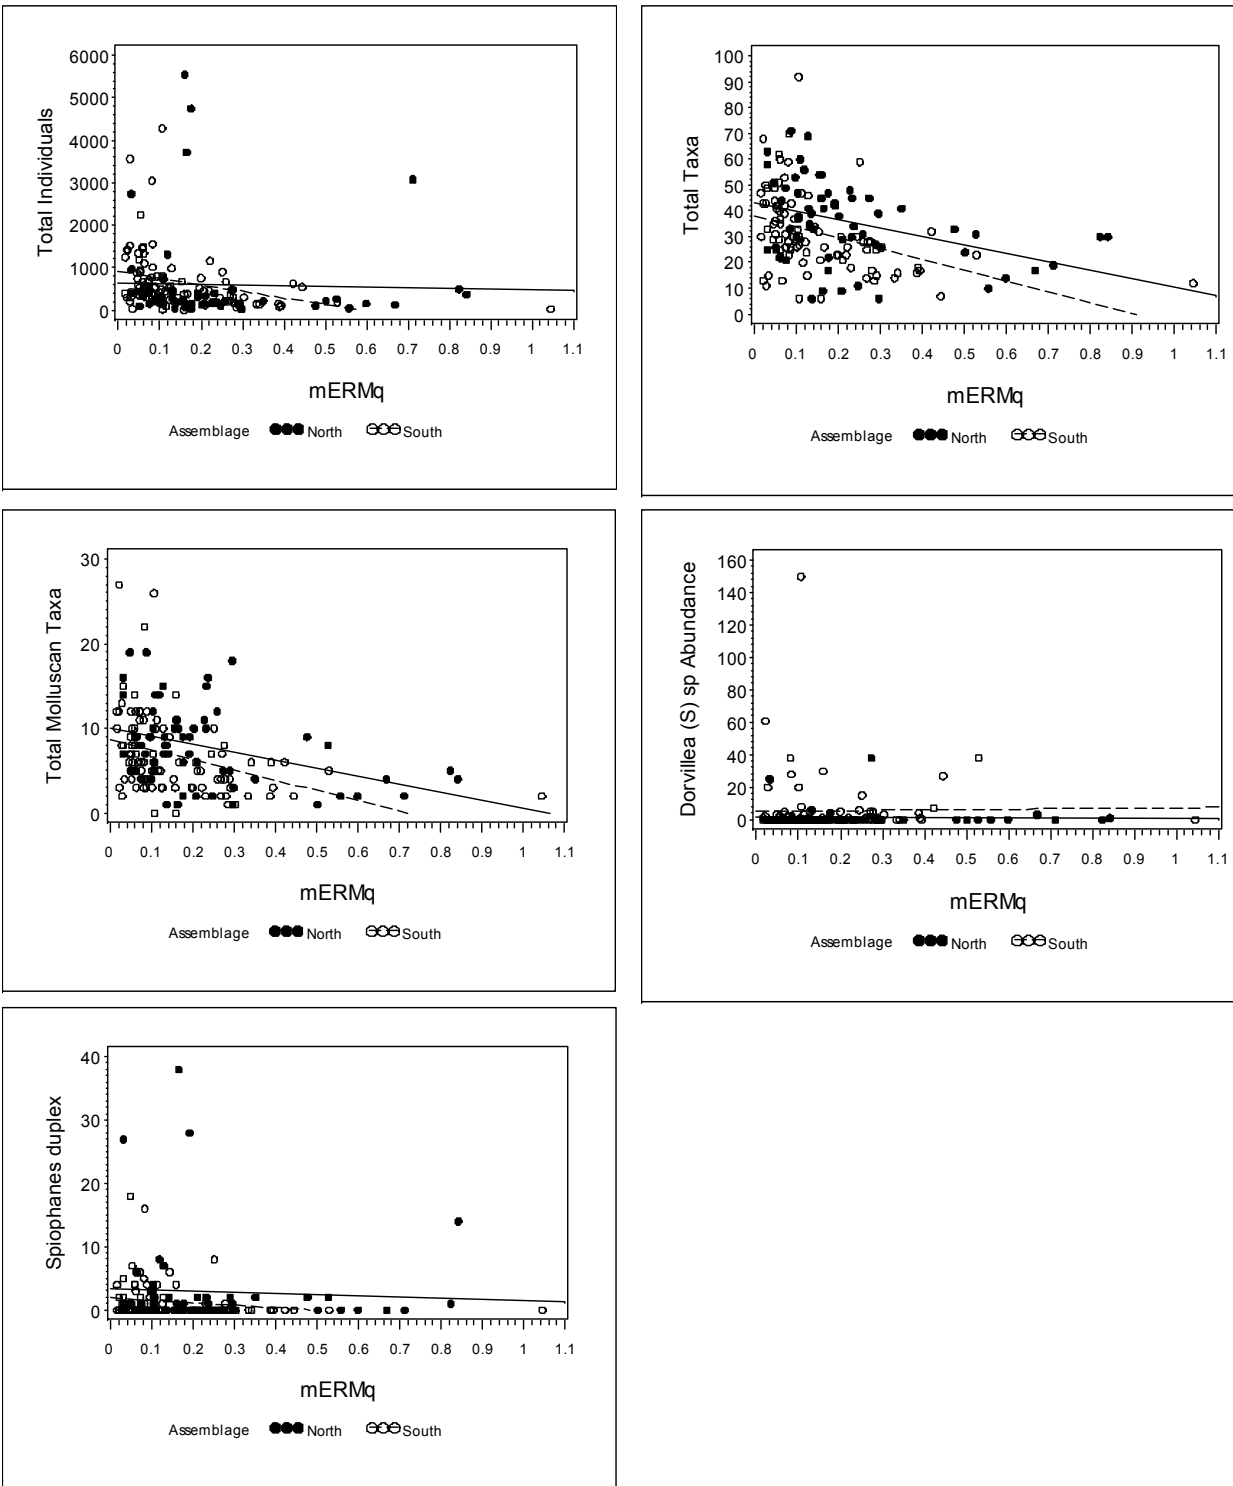 Total Individuals
6000
5000
4000
3000
2000
1000
0
0 0.1 0.2 0.3 0.4 0.5 0.6 0.7 0.8 0.9 1 1.1
mERMq
Assemblage North South
Total Taxa
100
90
80
70
60
50
40
30
20
10
0
0 0.1 0.2 0.3 0.4 0.5 0.6 0.7 0.8 0.9 1 1.1
mERMq
Assemblage North South
Total Molluscan Taxa
30
20
10
0
0 0.1 0.2 0.3 0.4 0.5 0.6 0.7 0.8 0.9 1 1.1
mERMq
Assemblage North South
Dorvillea (S) sp Abundance
160
140
120
100
80
60
40
20
0
0 0.1 0.2 0.3 0.4 0.5 0.6 0.7 0.8 0.9 1 1.1
mERMq
Assemblage North South
Spiophanes duplex
40
30
20
10
0
0 0.1 0.2 0.3 0.4 0.5 0.6 0.7 0.8 0.9 1 1.1
mERMq
Assemblage North South